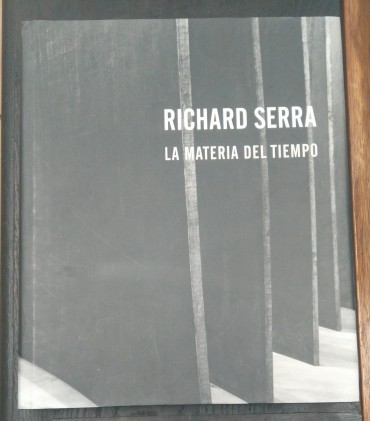 RICHARD SERRA
LA MATERIA DEL TIEMPO